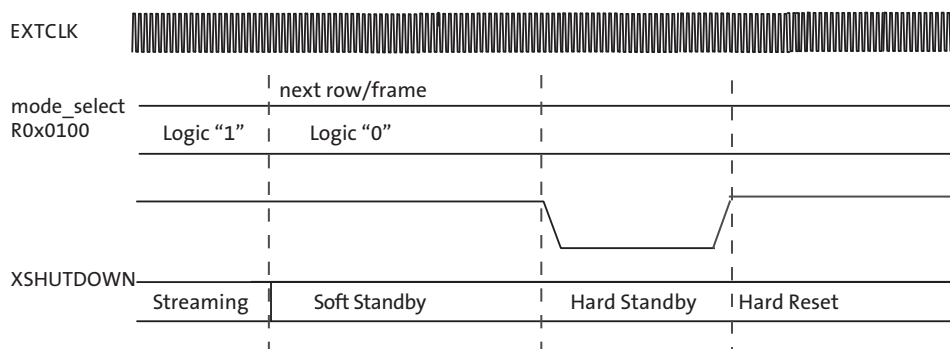 EXTCLK
next row/frame
mode_select
R0x0100
Logic “1”
Logic “0”
XSHUTDOWN
Streaming
Soft Standby
Hard Standby
Hard Reset